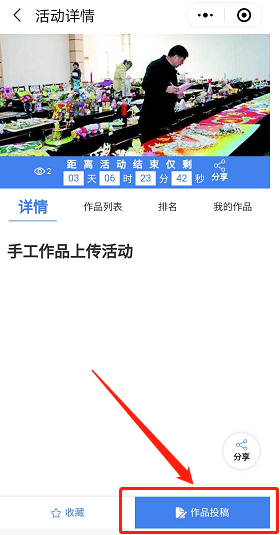 活动详情
距离活动结束仅剩
2
03 天 06 时 23 分 42 秒
分享
详情 作品列表 排名 我的作品
手工作品上传活动
分享
收藏 作品投稿